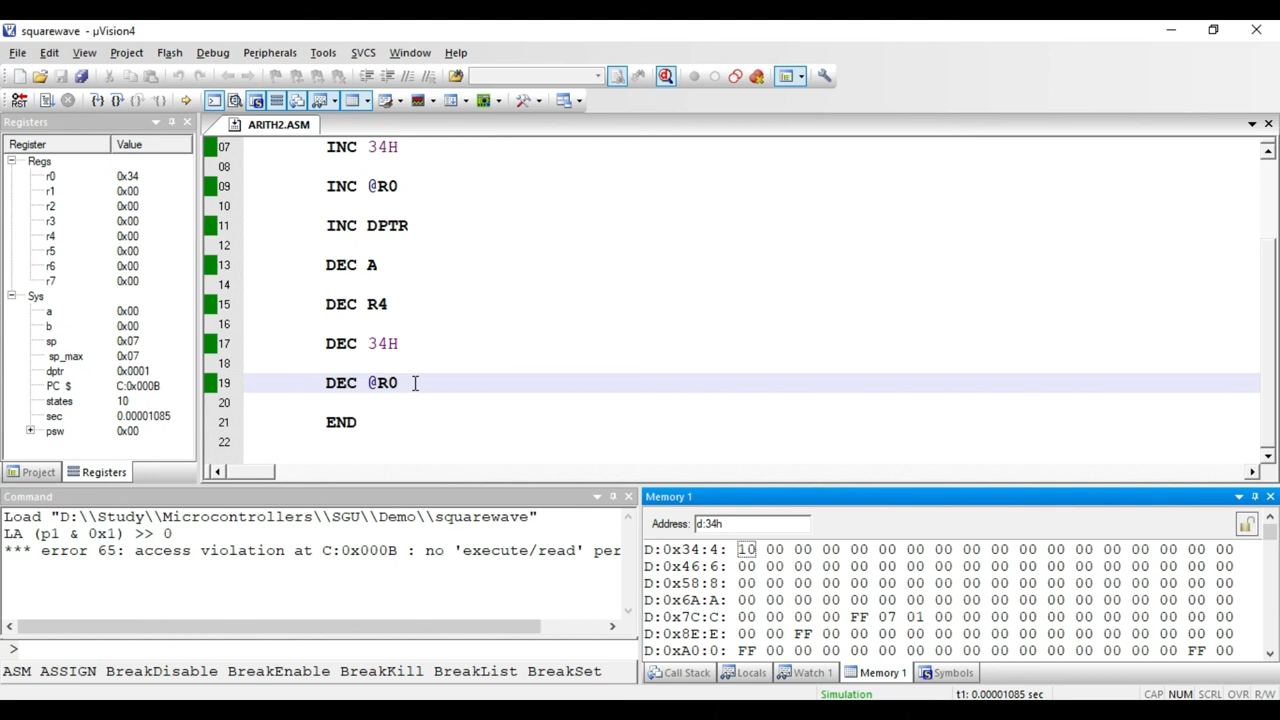 squarewave - µVision4
File Edit View Project Flash Debug Peripherals Tools SVCS Window Help
Registers
ARITH2.ASM
Register Value
Regs
r0 0x34
r1 0x00
r2 0x00
r3 0x00
r4 0x00
r5 0x00
r6 0x00
r7 0x00
Sys
a 0x00
b 0x00
sp 0x07
sp_max 0x07
dptr 0x0001
PC $ C:0x000B
states 10
sec 0.00001085
psw 0x00
Project Registers
07 INC 34H
08
09 INC @R0
10
11 INC DPTR
12
13 DEC A
14
15 DEC R4
16
17 DEC 34H
18
19 DEC @R0
20
21 END
22
Command
Load "D:\\Study\\Microcontrollers\\SGU\\Demo\\squarewave"
LA (p1 & 0x1) >> 0
*** error 65: access violation at C:0x000B : no 'execute/read' per
>
ASM ASSIGN BreakDisable BreakEnable BreakKill BreakList BreakSet
Memory 1
Address: d:34h
D:0x34:4: 10 00 00 00 00 00 00 00 00 00 00 00 00 00 00 00 00 00
D:0x46:6: 00 00 00 00 00 00 00 00 00 00 00 00 00 00 00 00 00 00
D:0x58:8: 00 00 00 00 00 00 00 00 00 00 00 00 00 00 00 00 00 00
D:0x6A:A: 00 00 00 00 00 00 00 00 00 00 00 00 00 00 00 00 00 00
D:0x7C:C: 00 00 00 00 FF 07 01 00 00 00 00 00 00 00 00 00 00 00
D:0x8E:E: 00 00 FF 00 00 00 00 00 00 00 00 00 00 00 00 00 00 00
D:0xA0:0: FF 00 00 00 00 00 00 00 00 00 00 00 00 00 00 00 FF 00
Call Stack Locals Watch 1 Memory 1 Symbols
Simulation t1: 0.00001085 sec CAP NUM SCRL OVR R/W